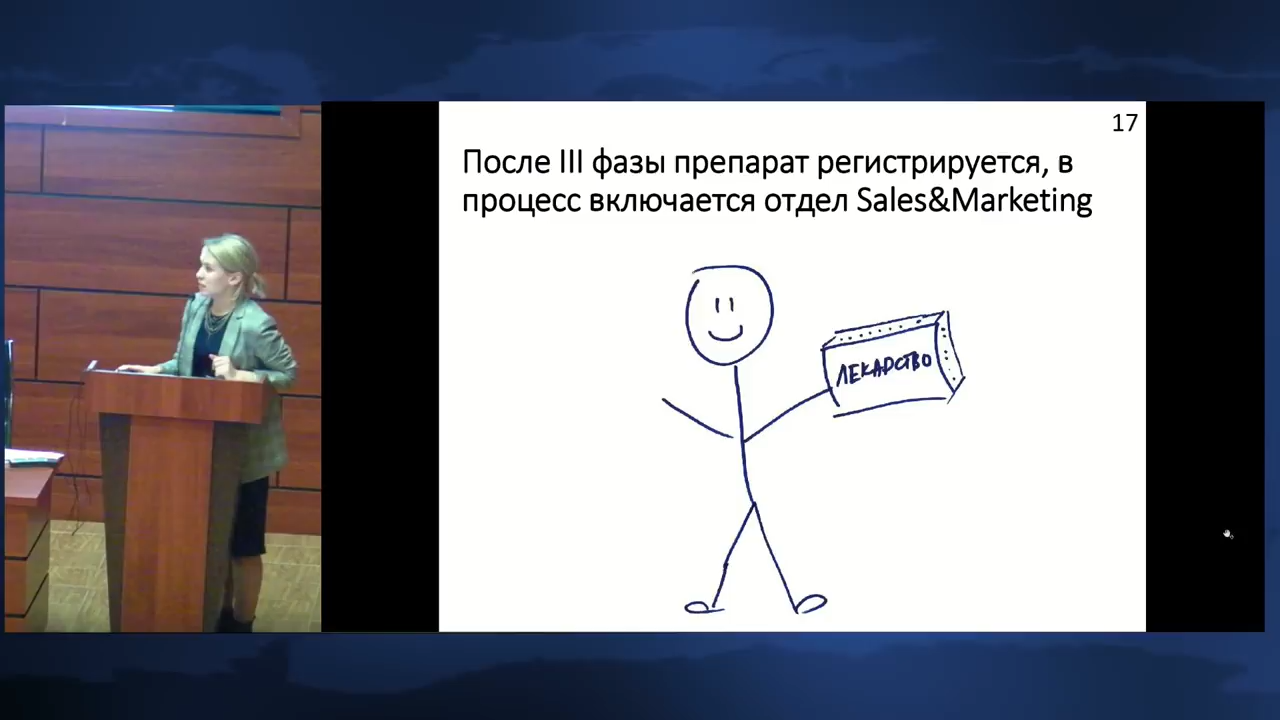 17
После III фазы препарат регистрируется, в
процесс включается отдел Sales&Marketing
ЛЕКАРСТВО